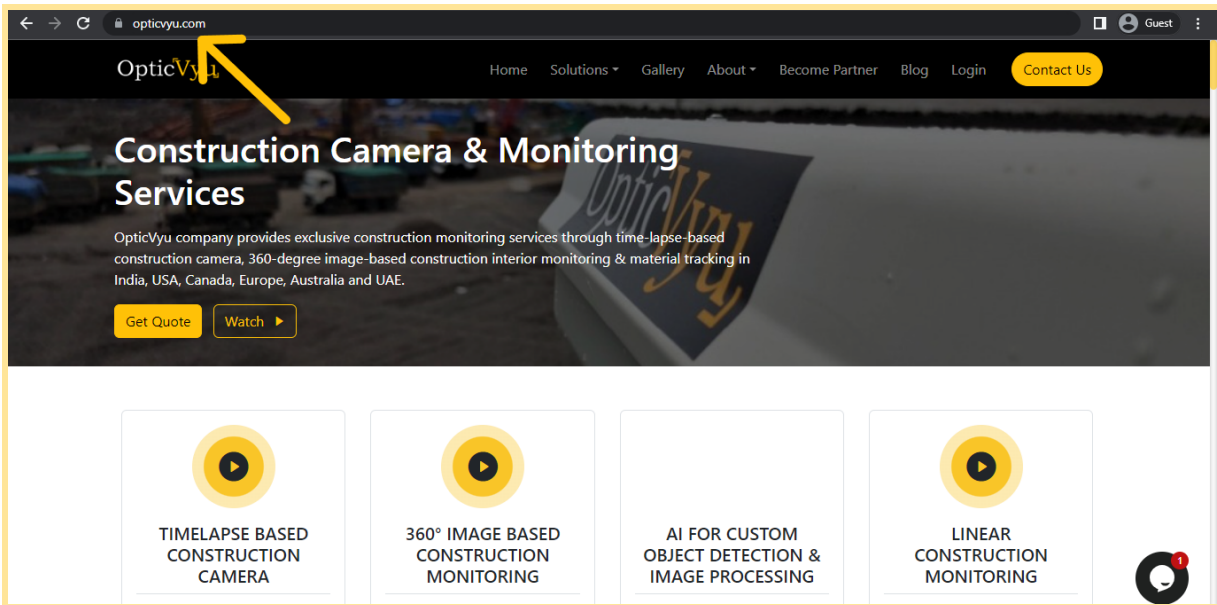 opticvyu.com
Guest
OpticVyu
Home Solutions Gallery About Become Partner Blog Login Contact Us
Construction Camera & Monitoring
Services
OpticVyu company provides exclusive construction monitoring services through time-lapse-based
construction camera, 360-degree image-based construction interior monitoring & material tracking in
India, USA, Canada, Europe, Australia and UAE.
Get Quote Watch
OpticVyu
TIMELAPSE BASED
CONSTRUCTION
CAMERA
360° IMAGE BASED
CONSTRUCTION
MONITORING
AI FOR CUSTOM
OBJECT DETECTION &
IMAGE PROCESSING
LINEAR
CONSTRUCTION
MONITORING
1